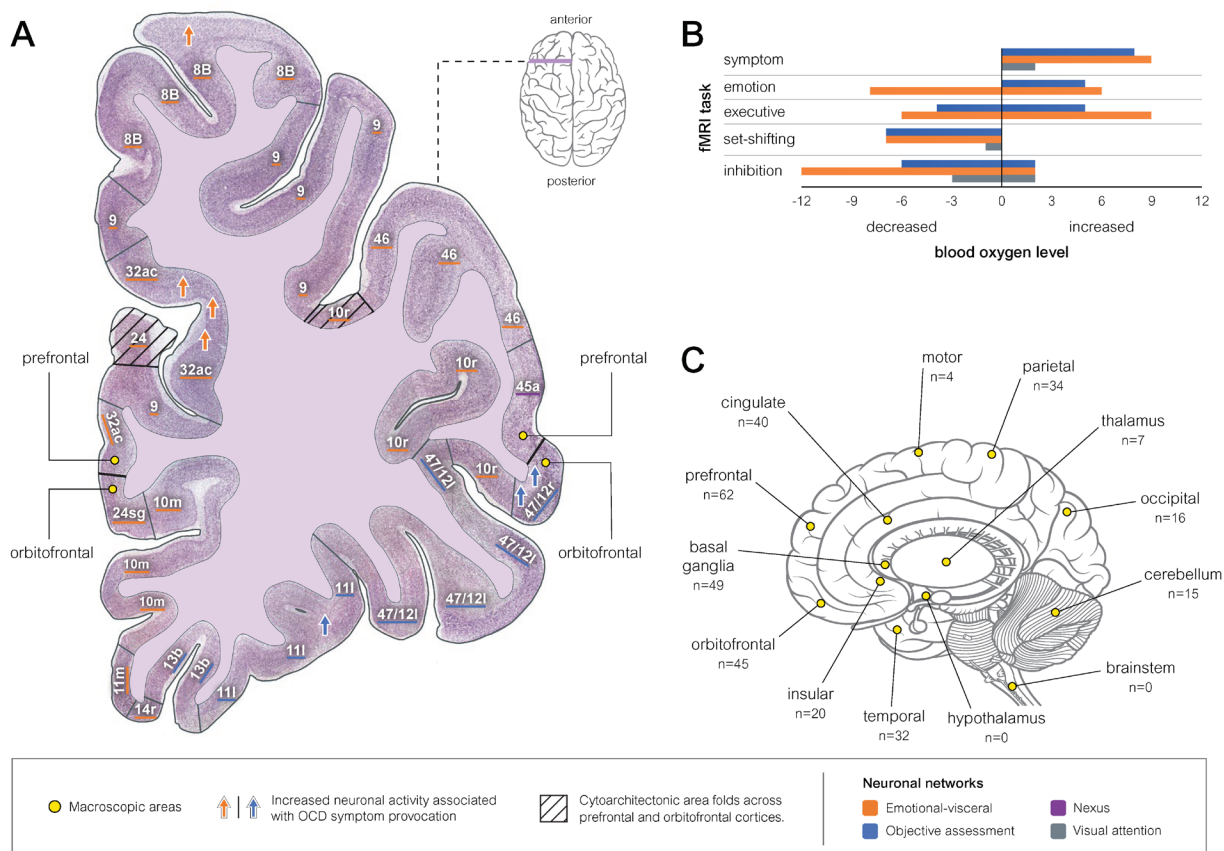 A
anterior
posterior
8B
8B
8B
8B
9
9
9
9
9
32ac
46
46
46
10r
24
32ac
9
32ac
prefrontal
orbitofrontal
24sg
10m
10m
10m
11m
14r
13b
13b
11l
11l
11l
47/12l
47/12l
47/12l
47/12l
47/12r
10r
10r
10r
45a
prefrontal
orbitofrontal
B
fMRI task
symptom
emotion
executive
set-shifting
inhibition
-12 -9 -6 -3 0 3 6 9 12
decreased increased
blood oxygen level
C
motor
n=4
parietal
n=34
cingulate
n=40
thalamus
n=7
prefrontal
n=62
occipital
n=16
basal
ganglia
n=49
cerebellum
n=15
orbitofrontal
n=45
brainstem
n=0
insular
n=20
temporal
n=32
hypothalamus
n=0
Macroscopic areas
Increased neuronal activity associated
with OCD symptom provocation
Cytoarchitectonic area folds across
prefrontal and orbitofrontal cortices.
Neuronal networks
Emotional-visceral
Nexus
Objective assessment
Visual attention